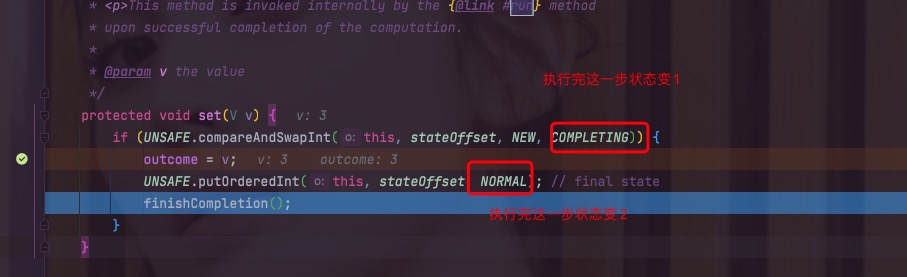 * <p>This method is invoked internally by the {@link #run} method
* upon successful completion of the computation.
*
* @param v the value
*/
执行完这一步状态变1
protected void set(V v) { v: 3
if (UNSAFE.compareAndSwapInt( o: this, stateOffset, NEW, COMPLETING)) {
outcome = v; v: 3 outcome: 3
UNSAFE.putOrderedInt( o: this, stateOffset, NORMAL); // final state
finishCompletion();
执行完这一步状态变2
}
}